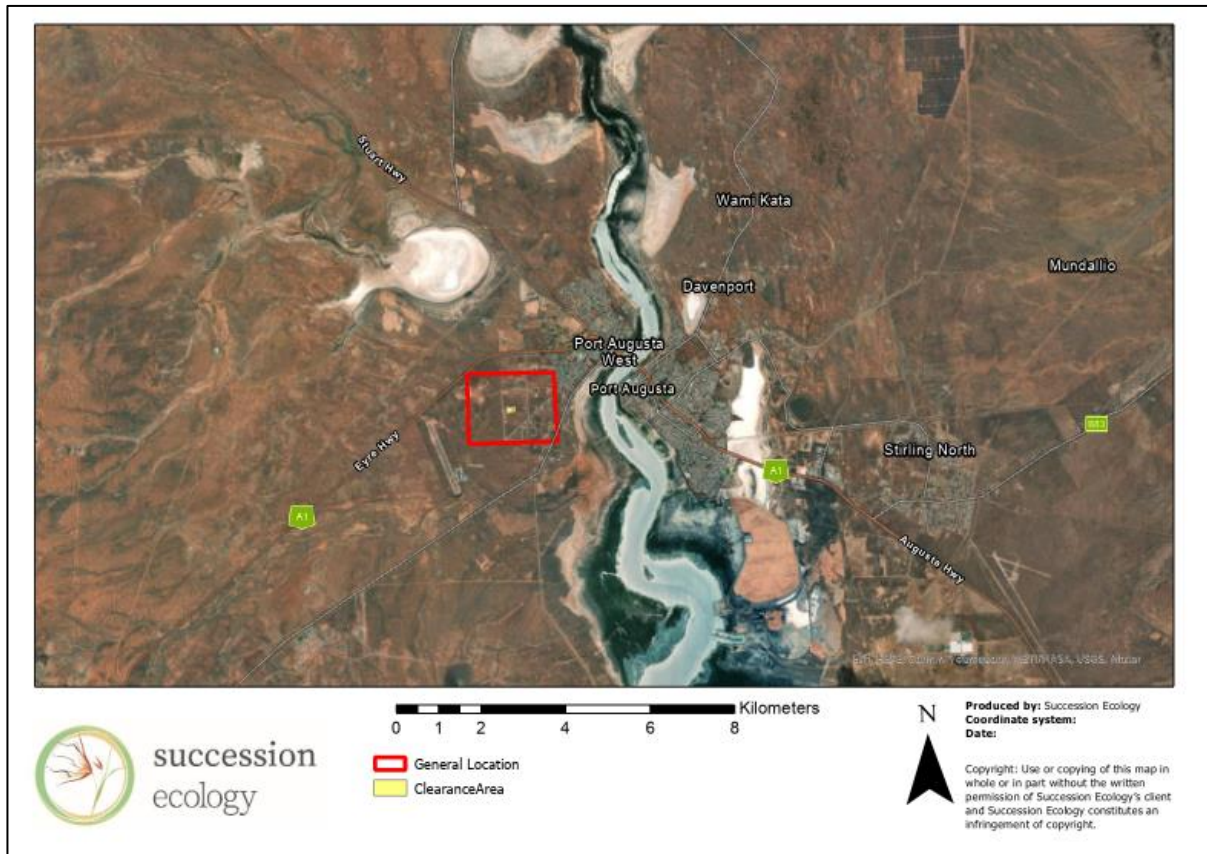 Stuart Hwy
Wami Kata
Mundallio
Davenport
Port Augusta
West
Port Augusta
Eyre Hwy
Stirling North
A1
A1
Augusta Hwy
0 1 2 4 6 8
Kilometers
General Location
ClearanceArea
succession
ecology
N
Produced by: Succession Ecology
Coordinate system:
Date:
Copyright: Use or copying of this map in
whole or in part without the written
permission of Succession Ecology's client
and Succession Ecology constitutes an
infringement of copyright.